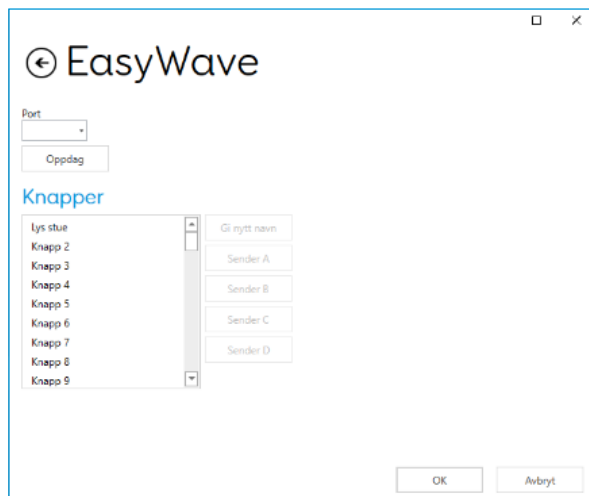 EasyWave
Port
Oppdag
Knapper
Lys stue
Knapp 2
Knapp 3
Knapp 4
Knapp 5
Knapp 6
Knapp 7
Knapp 8
Knapp 9
Gi nytt navn
Sender A
Sender B
Sender C
Sender D
OK
Avbryt